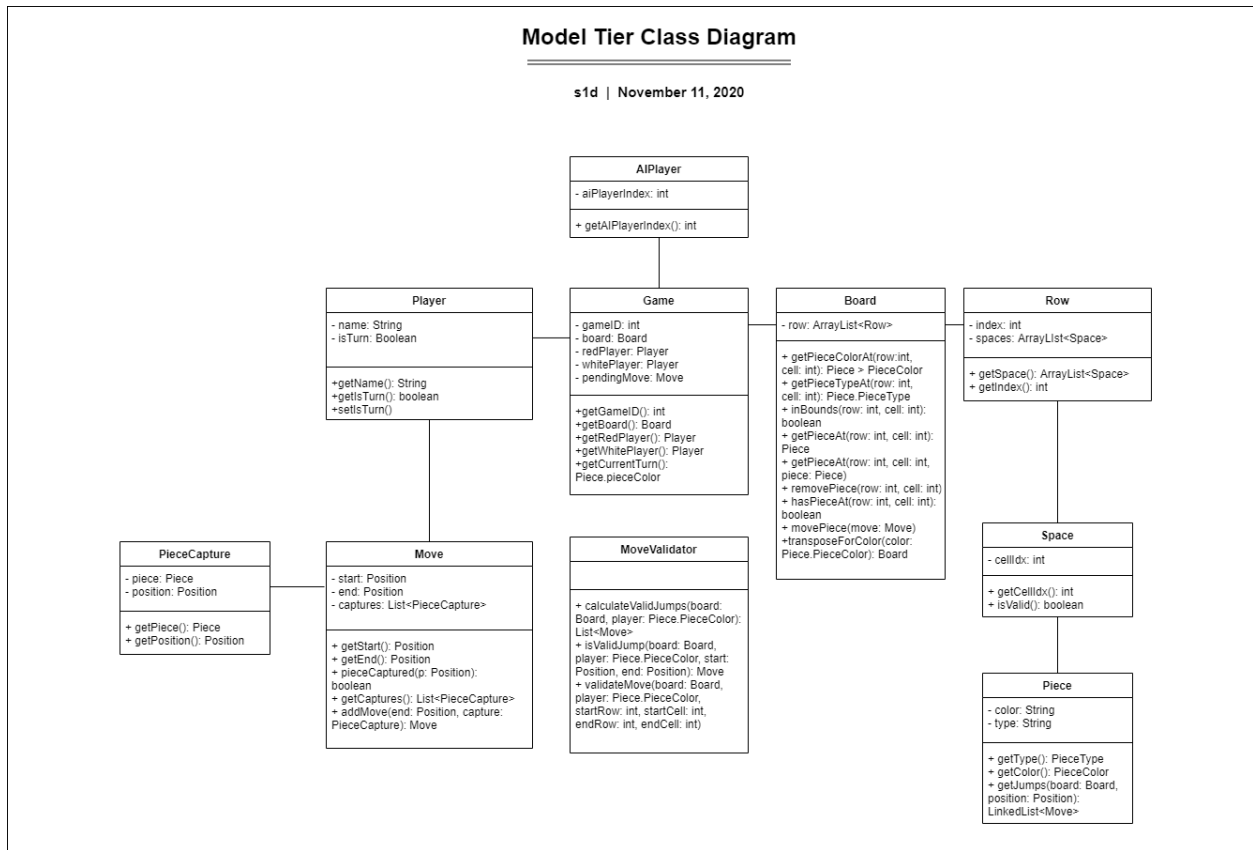 Model Tier Class Diagram
s1d | November 11, 2020
AIPlayer
- aiPlayerIndex: int
+ getAIPlayerIndex(): int
Player
- name: String
- isTurn: Boolean
+getName(): String
+getIsTurn(): boolean
+setIsTurn()
Game
- gameID: int
- board: Board
- redPlayer: Player
- whitePlayer: Player
- pendingMove: Move
+getGameID(): int
+getBoard(): Board
+getRedPlayer(): Player
+getWhitePlayer(): Player
+getCurrentTurn():
Piece.pieceColor
Board
- row: ArrayList<Row>
+ getPieceColorAt(row:int,
cell: int): Piece > PieceColor
+ getPieceTypeAt(row: int,
cell: int): Piece.PieceType
+ inBounds(row: int, cell: int):
boolean
+ getPieceAt(row: int, cell: int):
Piece
+ getPieceAt(row: int, cell: int,
piece: Piece)
+ removePiece(row: int, cell: int)
+ hasPieceAt(row: int, cell: int):
boolean
+ movePiece(move: Move)
+transposeForColor(color:
Piece.PieceColor): Board
Row
- index: int
- spaces: ArrayList<Space>
+ getSpace(): ArrayList<Space>
+ getIndex(): int
PieceCapture
- piece: Piece
- position: Position
+ getPiece(): Piece
+ getPosition(): Position
Move
- start: Position
- end: Position
- captures: List<PieceCapture>
+ getStart(): Position
+ getEnd(): Position
+ pieceCaptured(p: Position):
boolean
+ getCaptures(): List<PieceCapture>
+ addMove(end: Position, capture:
PieceCapture): Move
MoveValidator
+ calculateValidJumps(board:
Board, player: Piece.PieceColor):
List<Move>
+ isValidJump(board: Board,
player: Piece.PieceColor, start:
Position, end: Position): Move
+ validateMove(board: Board,
player: Piece.PieceColor,
startRow: int, startCell: int,
endRow: int, endCell: int)
Space
- cellIdx: int
+ getCellIdx(): int
+ isValid(): boolean
Piece
- color: String
- type: String
+ getType(): PieceType
+ getColor(): PieceColor
+ getJumps(board: Board,
position: Position):
LinkedList<Move>